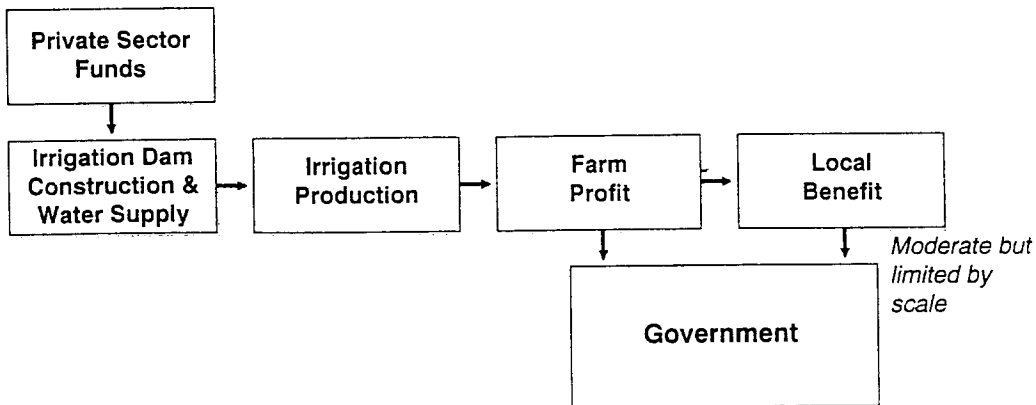 Private Sector
Funds
Irrigation Dam
Construction &
Water Supply
Irrigation
Production
Farm
Profit
Local
Benefit
Moderate but
limited by
scale
Government